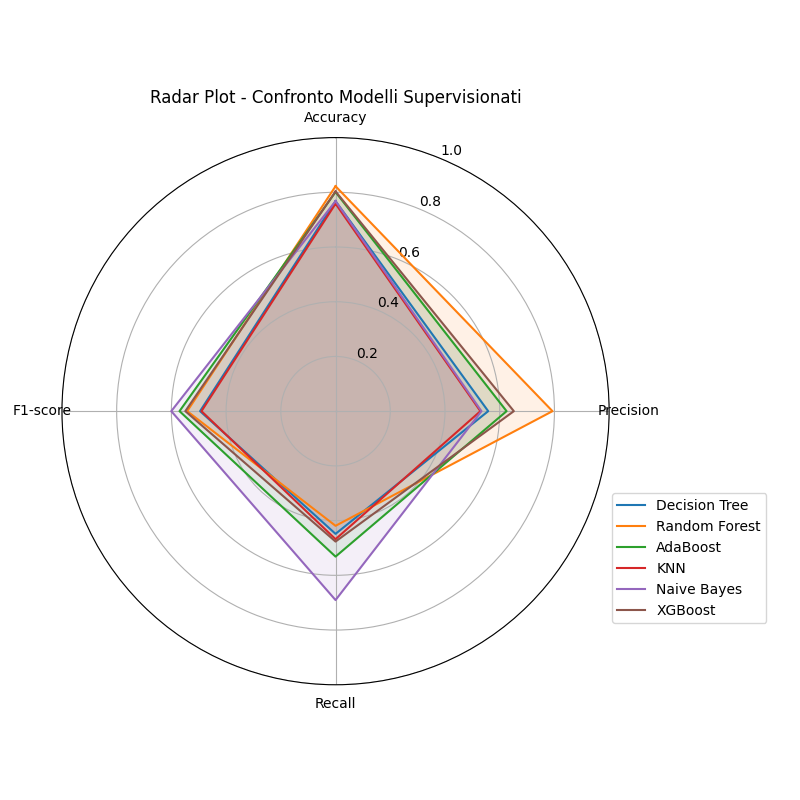 Radar Plot - Confronto Modelli Supervisionati
Accuracy
1.0
0.8
0.6
0.4
0.2
F1-score
Precision
Decision Tree
Random Forest
AdaBoost
KNN
Naive Bayes
XGBoost
Recall